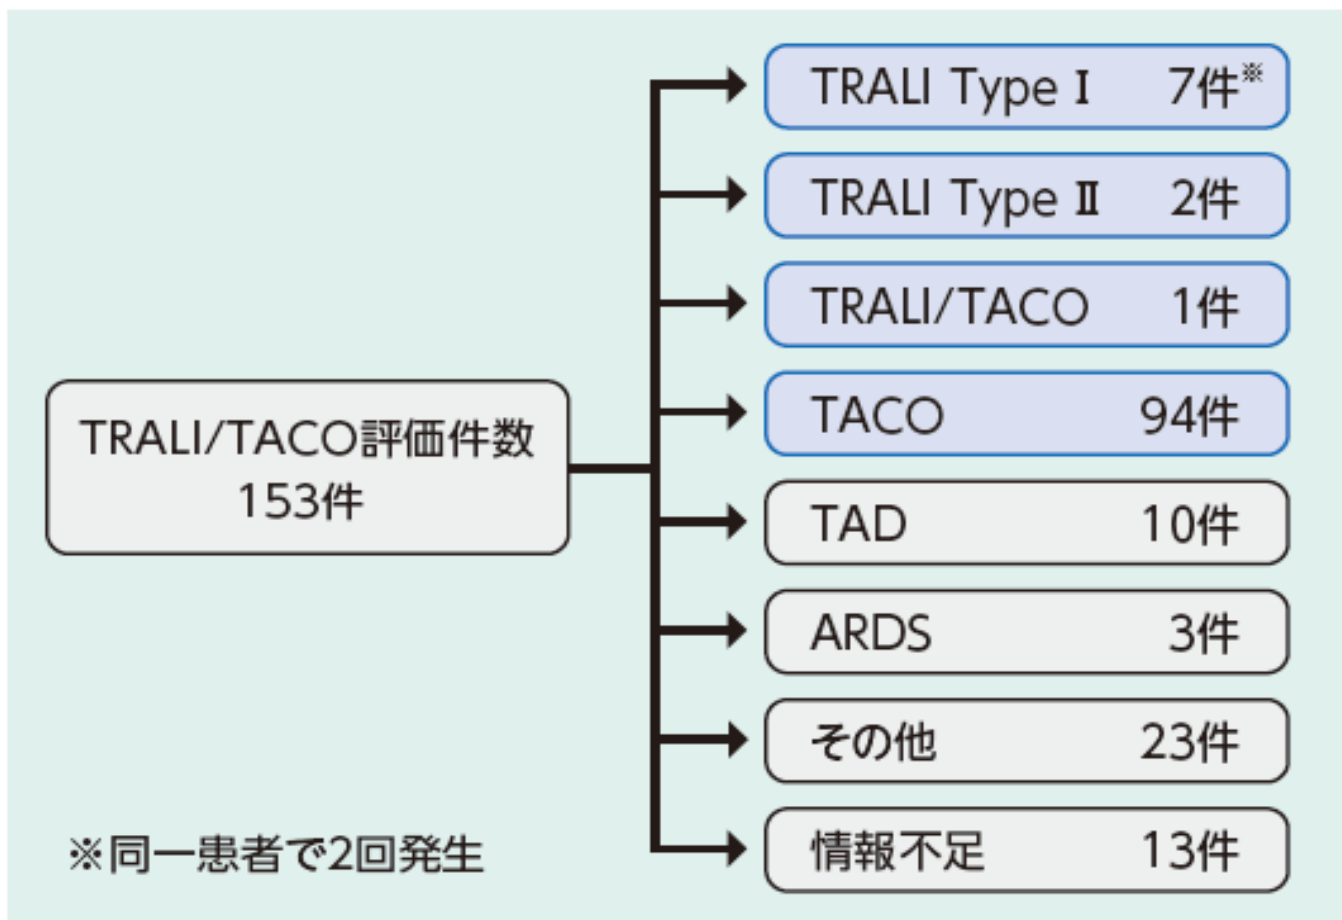 TRALI/TACO評価件数
153件
TRALI Type Ⅰ 7件※
TRALI Type Ⅱ 2件
TRALI/TACO 1件
TACO 94件
TAD 10件
ARDS 3件
その他 23件
情報不足 13件
※同一患者で2回発生